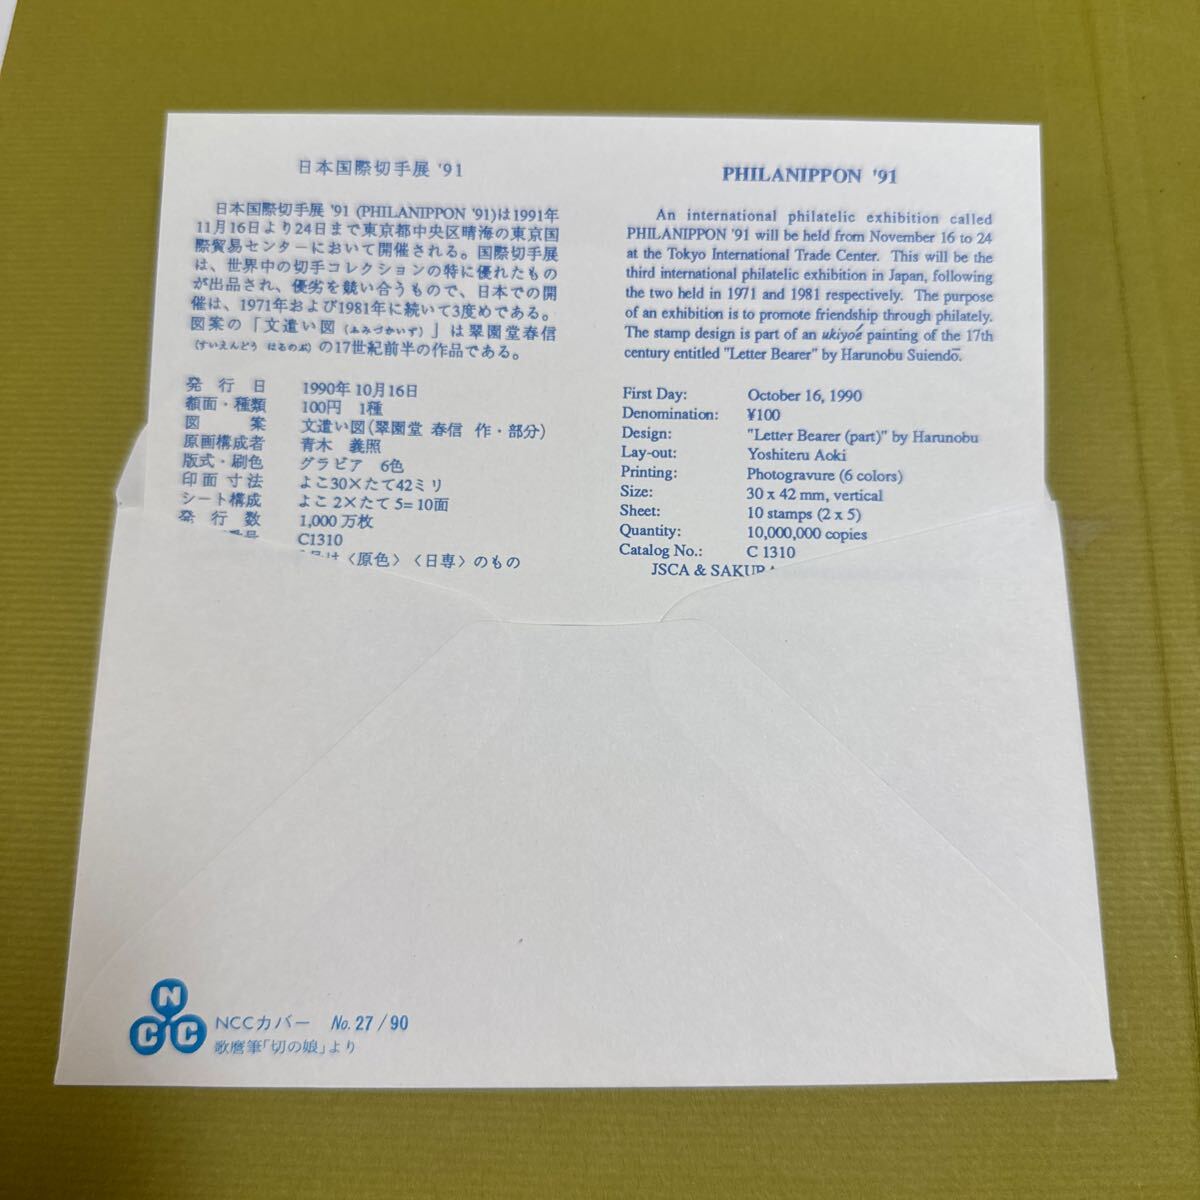 日本国際切手展 '91
日本国際切手展 '91 (PHILANIPPON '91)は1991年
11月16日より24日まで東京都中央区晴海の東京国
際貿易センターにおいて開催される。国際切手展
は、世界中の切手コレクションの特に優れたもの
が出品され、優劣を競い合うもので、日本での開
催は、1971年および1981年に続いて3度めである。
図案の「文遣い図(ふみづかいず)」は翠園堂春信
(すいえんどう はるのぶ)の17世紀前半の作品である。
発行日 1990年10月16日
額面・種類 100円 1種
図案 文遣い図(翠園堂 春信 作・部分)
原画構成者 青木 義照
版式・刷色 グラビア 6色
印面寸法 よこ30×たて42ミリ
シート構成 よこ2×たて5=10面
発行数 1,000万枚
C1310
は〈原色〉〈日専〉のもの
PHILANIPPON '91
An international philatelic exhibition called
PHILANIPPON '91 will be held from November 16 to 24
at the Tokyo International Trade Center. This will be the
third international philatelic exhibition in Japan, following
the two held in 1971 and 1981 respectively. The purpose
of an exhibition is to promote friendship through philately.
The stamp design is part of an ukiyoé painting of the 17th
century entitled "Letter Bearer" by Harunobu Suiendō.
First Day: October 16, 1990
Denomination: ¥100
Design: "Letter Bearer (part)" by Harunobu
Lay-out: Yoshiteru Aoki
Printing: Photogravure (6 colors)
Size: 30 x 42 mm, vertical
Sheet: 10 stamps (2 x 5)
Quantity: 10,000,000 copies
Catalog No.: C 1310
JSCA & SAKURA
NCC
NCCカバー No. 27 / 90
歌麿筆「切の娘」より